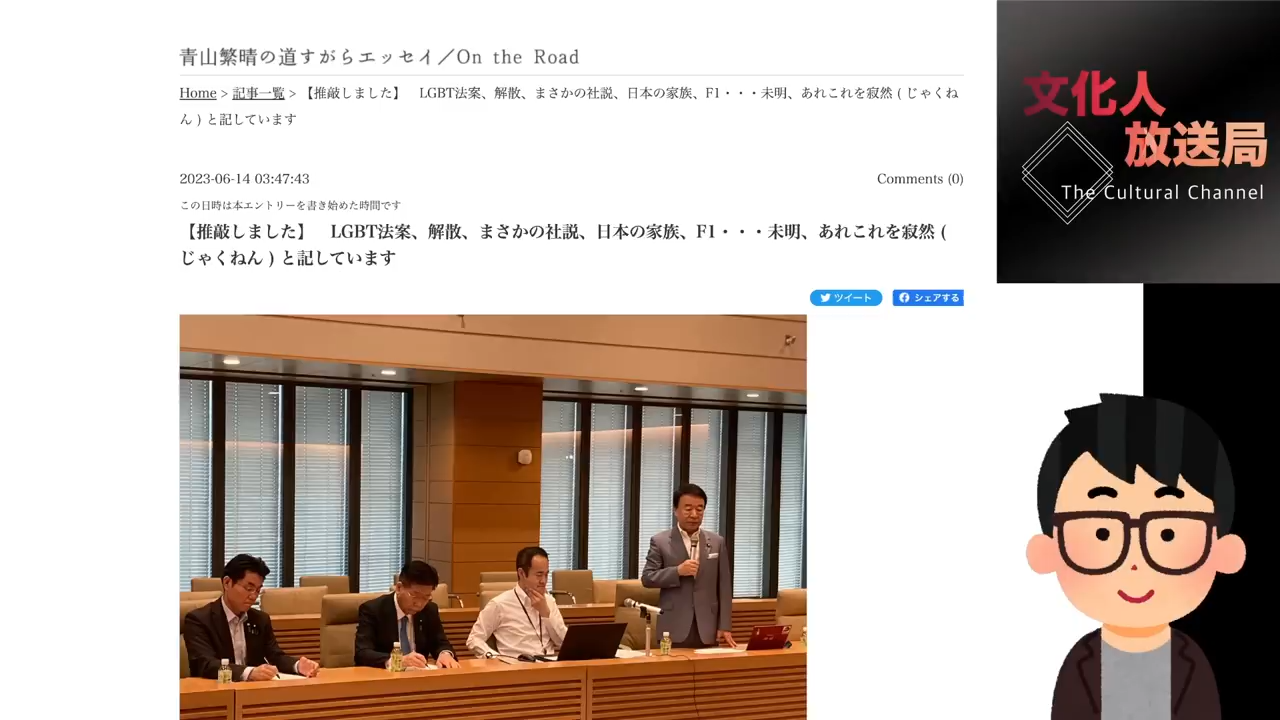 青山繁晴の道すがらエッセイ／On the Road
Home > 記事一覧 > 【推敲しました】　LGBT法案、解散、まさかの社説、日本の家族、F1・・・未明、あれこれを寂然 ( じゃくね
ん ) と記しています
2023-06-14 03:47:43
Comments (0)
この日時は本エントリーを書き始めた時間です
【推敲しました】　LGBT法案、解散、まさかの社説、日本の家族、F1・・・未明、あれこれを寂然 (
じゃくねん ) と記しています
ツイート
シェアする
文化人
放送局
The Cultural Channel